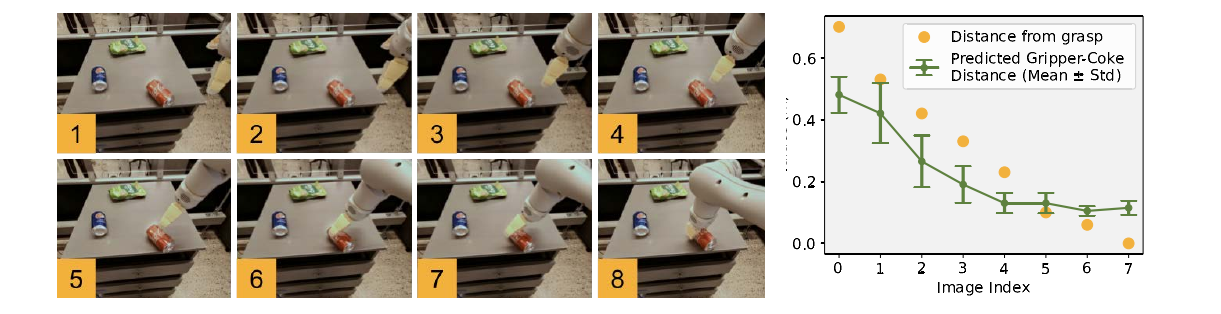 1
2
3
4
5
6
7
8
Distance from grasp
Predicted Gripper-Coke
Distance (Mean ± Std)
0.6
0.4
0.2
0.0
0 1 2 3 4 5 6 7
Image Index